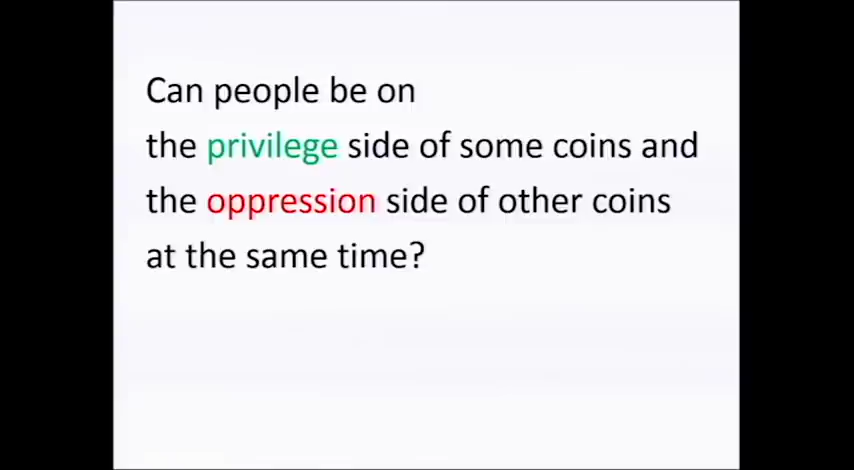 Can people be on
the privilege side of some coins and
the oppression side of other coins
at the same time?